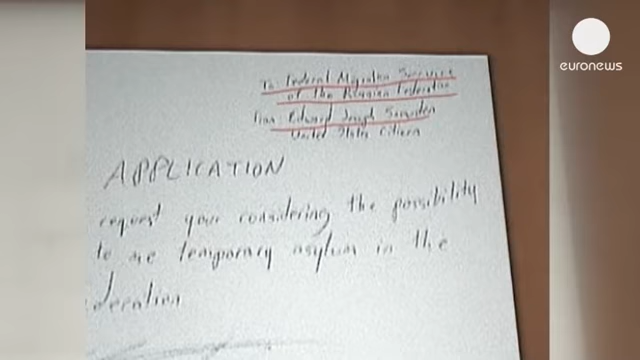 euronews
To: Federal Migration Service
of the Russian Federation
From: Edward Joseph Snowden
United States Citizen
APPLICATION
request your considering the possibility
to me temporary asylum in the
deration